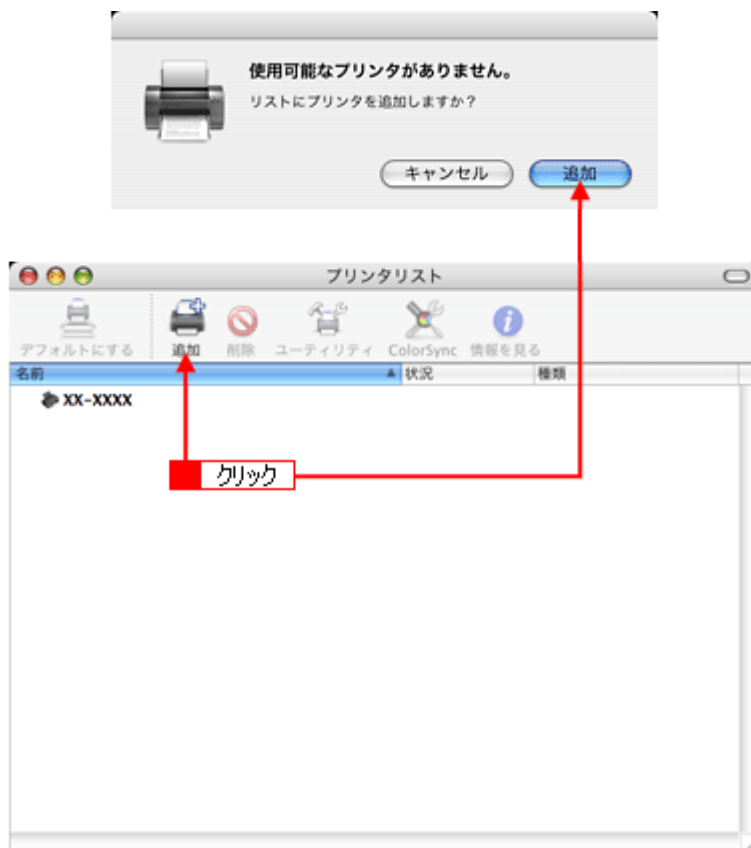 使用可能なプリンタがありません。
リストにプリンタを追加しますか？
キャンセル 追加
プリンタリスト
デフォルトにする 追加 削除 ユーティリティ ColorSync 情報を見る
名前 状況 種類
XX-XXXX
クリック